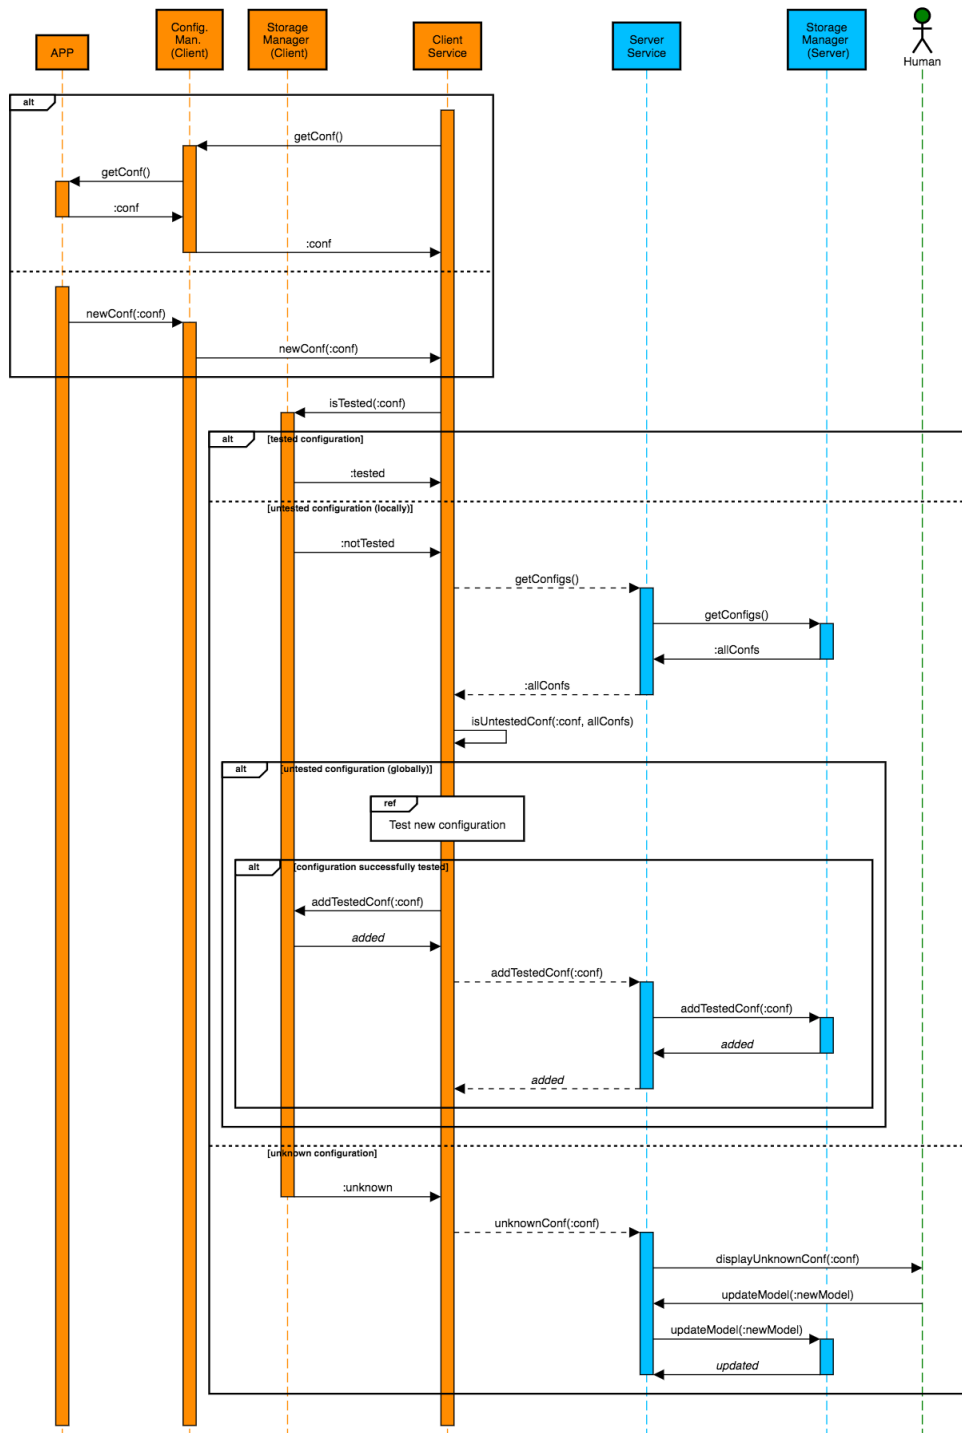 Config.
Man.
(Client)
Storage
Manager
(Client)
Storage
Manager
(Server)
APP
Client
Service
Server
Service
Human
alt
getConf()
getConf()
:conf
:conf
newConf(:conf)
newConf(:conf)
isTested(:conf)
alt
[tested configuration]
:tested
[untested configuration (locally)]
:notTested
getConfigs()
getConfigs()
:allConfs
:allConfs
isUntestedConf(:conf, allConfs)
alt
[untested configuration (globally)]
ref
Test new configuration
alt
[configuration successfully tested]
addTestedConf(:conf)
added
addTestedConf(:conf)
addTestedConf(:conf)
added
added
[unknown configuration]
:unknown
unknownConf(:conf)
displayUnknownConf(:conf)
updateModel(:newModel)
updateModel(:newModel)
updated